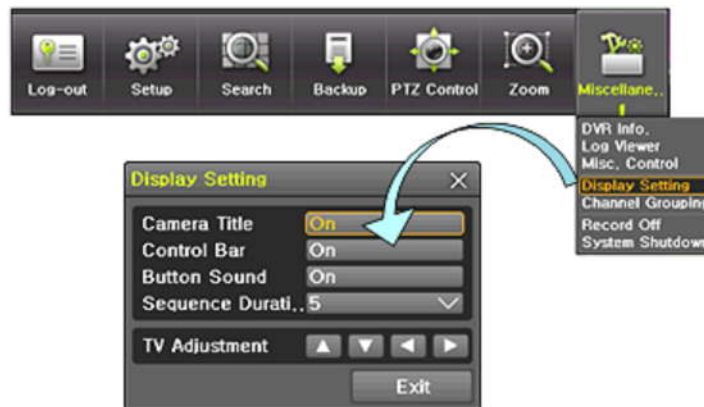 Log-out Setup Search Backup PTZ Control Zoom Miscellane..
DVR Info.
Log Viewer
Misc. Control
Display Setting
Channel Grouping
Record Off
System Shutdown
Display Setting
Camera Title On
Control Bar On
Button Sound On
Sequence Durati.. 5
TV Adjustment
Exit